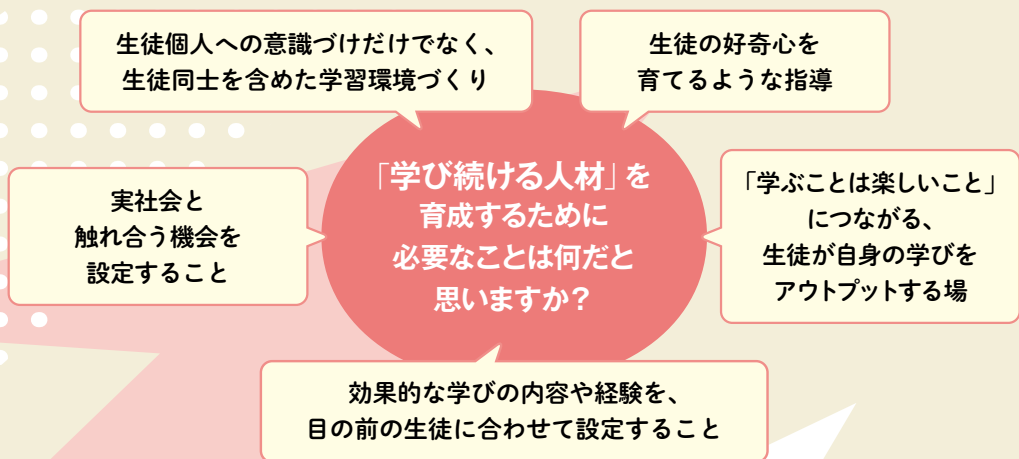 生徒個人への意識づけだけでなく、
生徒同士を含めた学習環境づくり
生徒の好奇心を
育てるような指導
「学び続ける人材」を
育成するために
必要なことは何だと
思いますか?
実社会と
触れ合う機会を
設定すること
「学ぶことは楽しいこと」
につながる、
生徒が自身の学びを
アウトプットする場
効果的な学びの内容や経験を、
目の前の生徒に合わせて設定すること